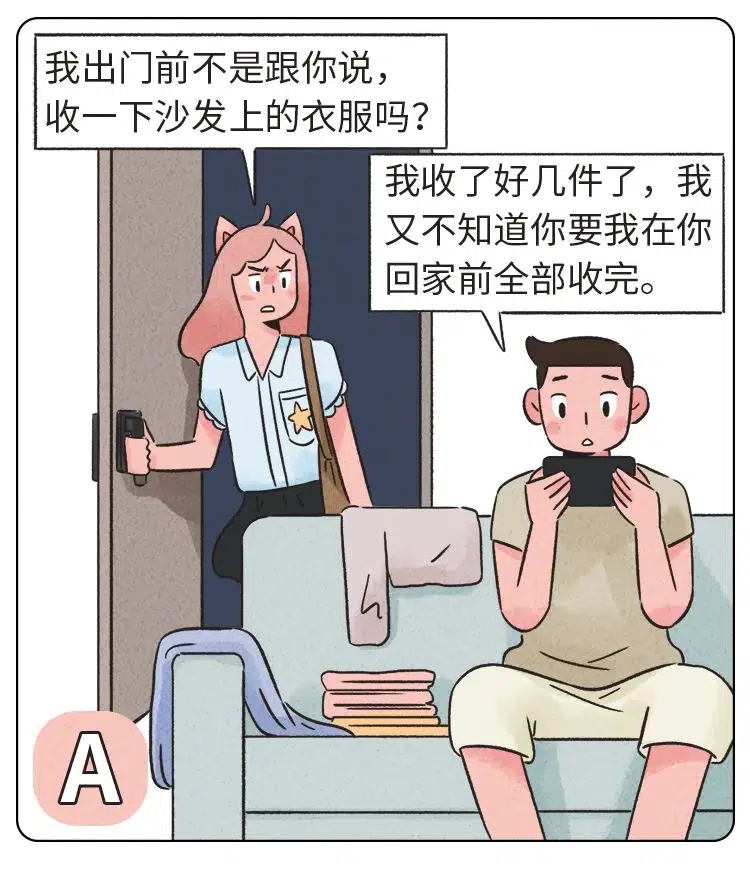 我出门前不是跟你说，
收一下沙发上的衣服吗？
我收了好几件了，我
又不知道你要我在你
回家前全部收完。
A